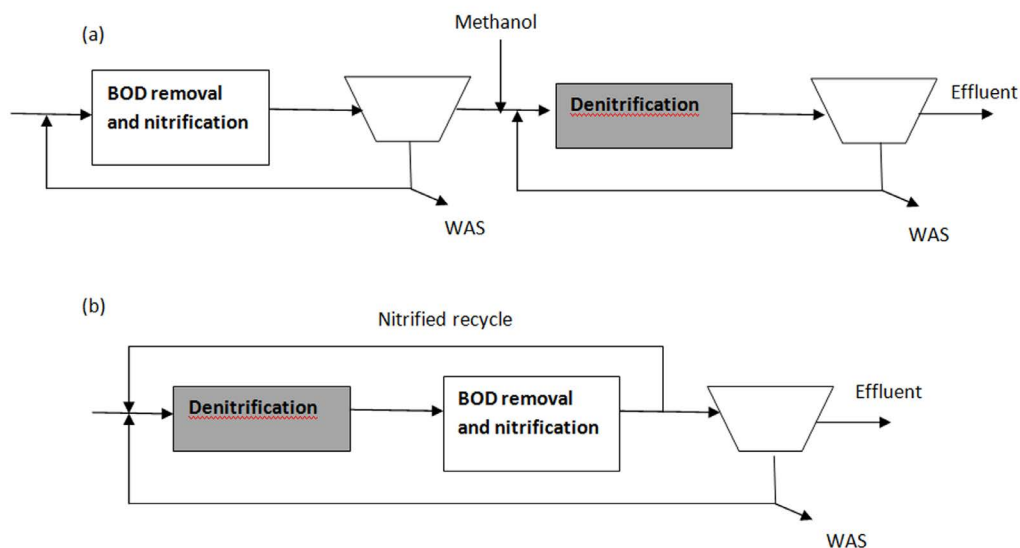 (a)
Methanol
BOD removal
and nitrification
Denitrification
Effluent
WAS
WAS
(b)
Nitrified recycle
Denitrification
BOD removal
and nitrification
Effluent
WAS